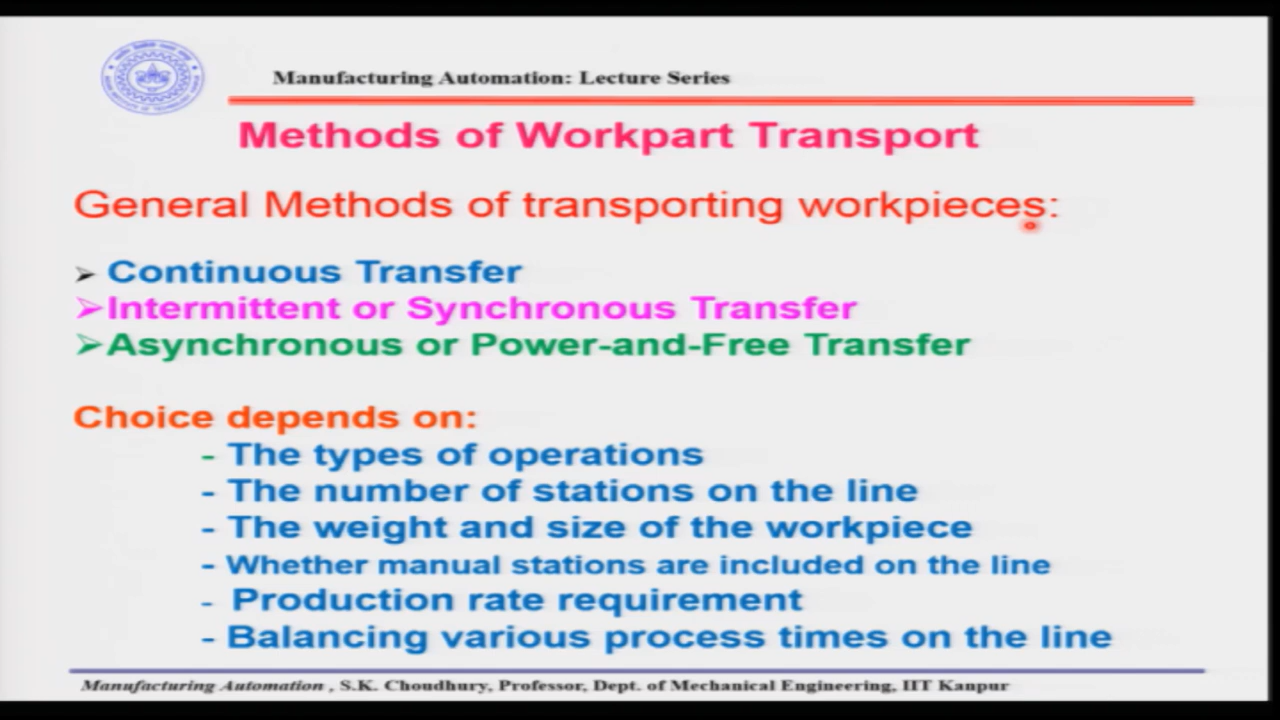 Manufacturing Automation: Lecture Series
Methods of Workpart Transport
General Methods of transporting workpieces:
➢ Continuous Transfer
➢Intermittent or Synchronous Transfer
➢Asynchronous or Power-and-Free Transfer
Choice depends on:
- The types of operations
- The number of stations on the line
- The weight and size of the workpiece
- Whether manual stations are included on the line
- Production rate requirement
- Balancing various process times on the line
Manufacturing Automation , S.K. Choudhury, Professor, Dept. of Mechanical Engineering, IIT Kanpur